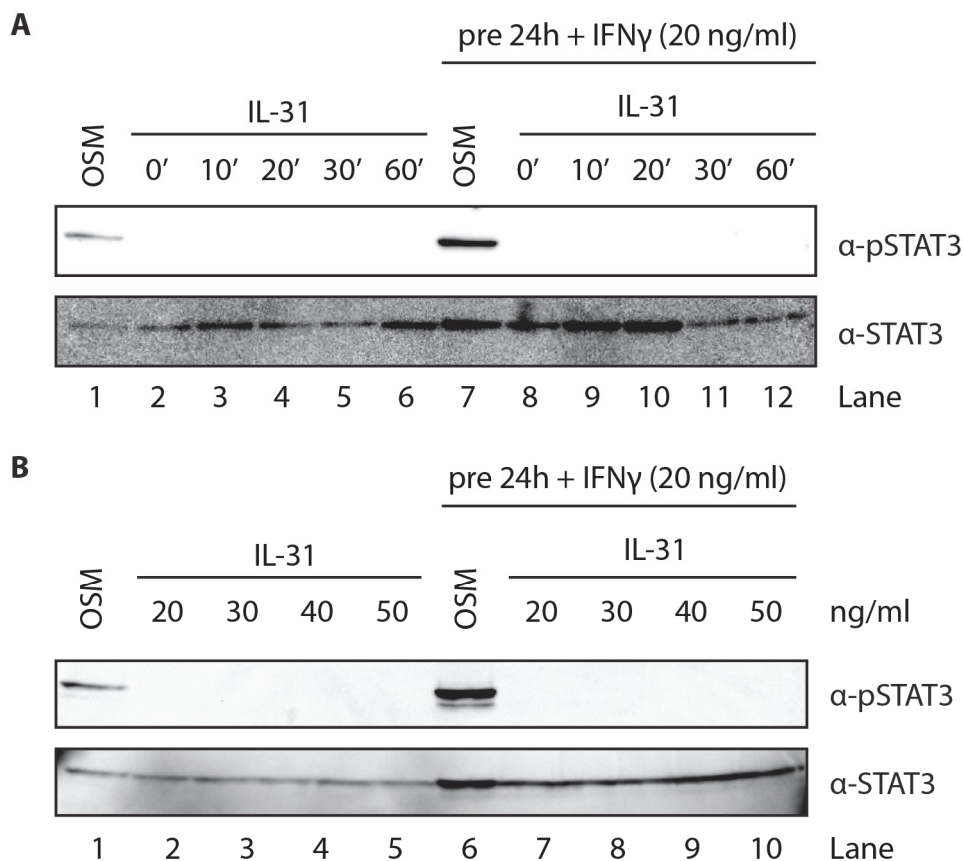 A
pre 24h + IFNγ (20 ng/ml)
OSM IL-31 OSM IL-31
0′ 10′ 20′ 30′ 60′ 0′ 10′ 20′ 30′ 60′
α-pSTAT3
α-STAT3
1 2 3 4 5 6 7 8 9 10 11 12 Lane
B
pre 24h + IFNγ (20 ng/ml)
OSM IL-31 OSM IL-31
20 30 40 50 20 30 40 50 ng/ml
α-pSTAT3
α-STAT3
1 2 3 4 5 6 7 8 9 10 Lane